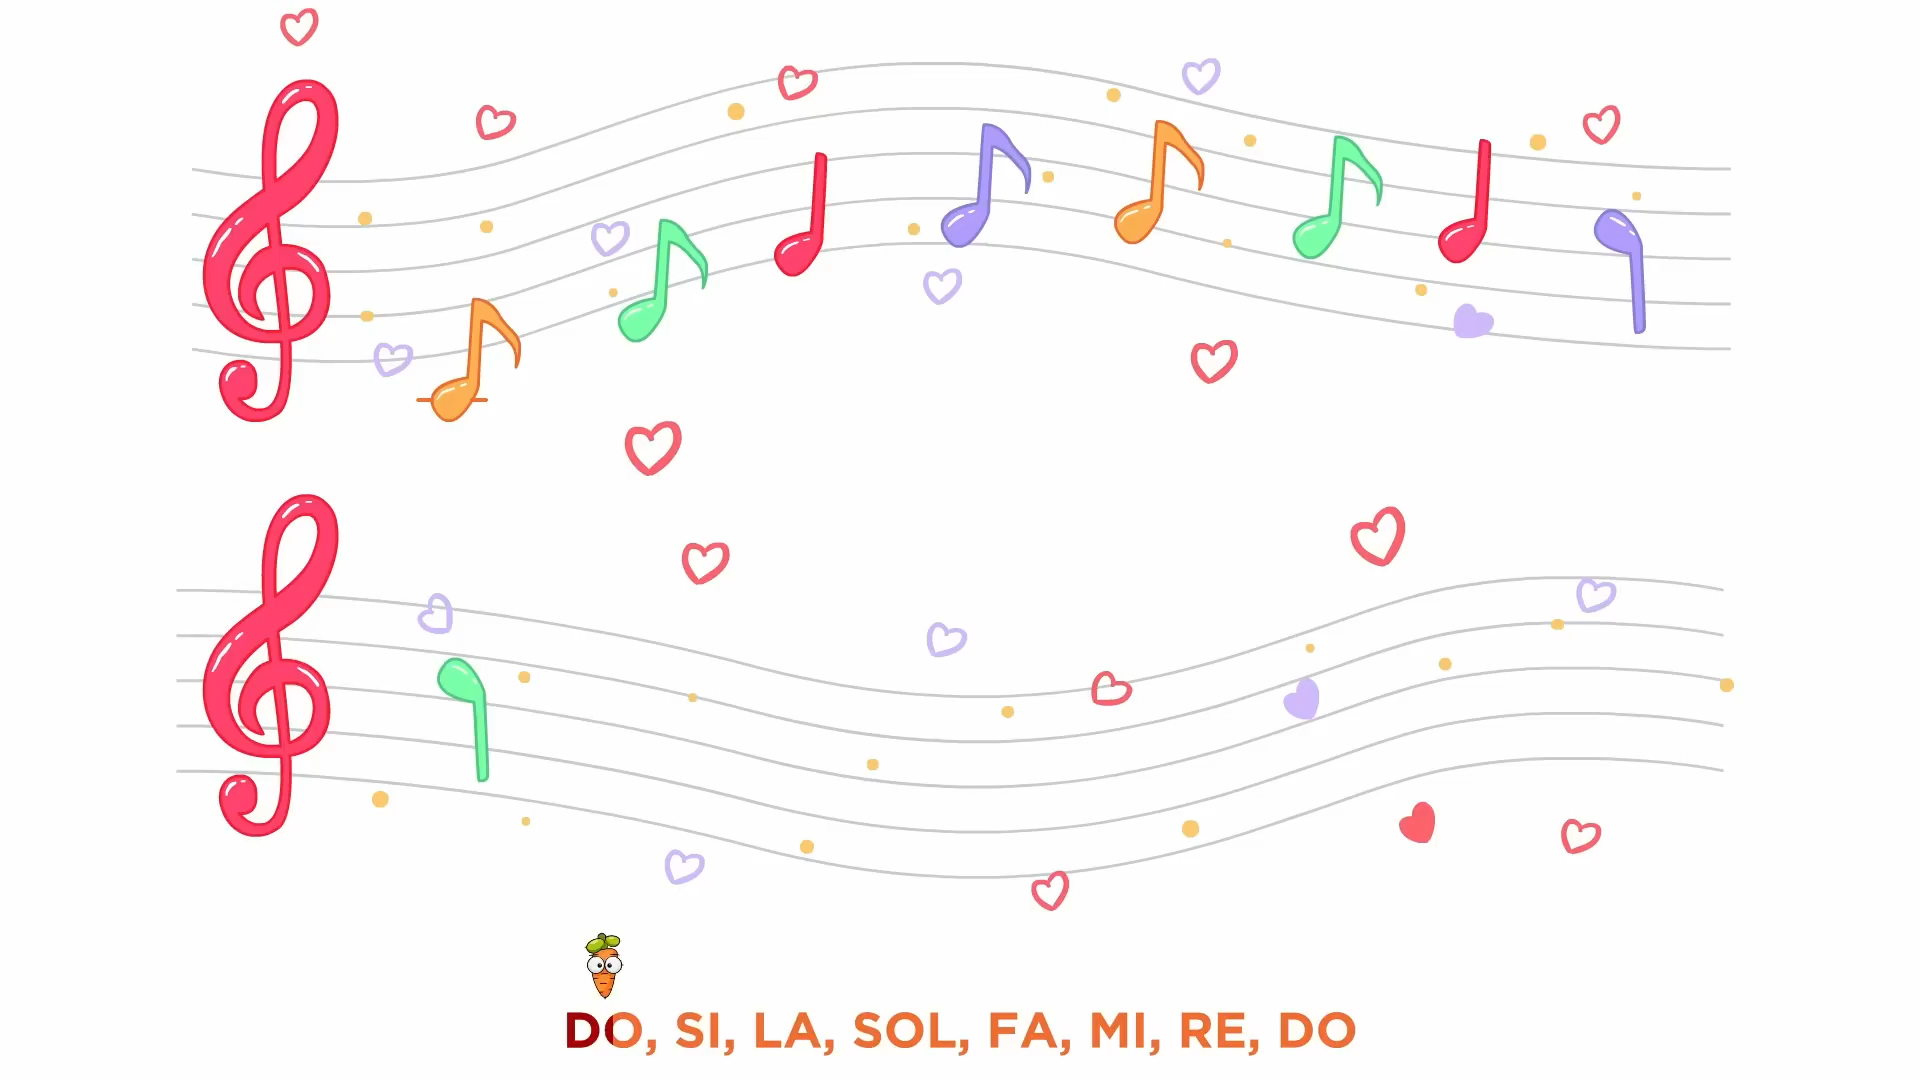 DO, SI, LA, SOL, FA, MI, RE, DO